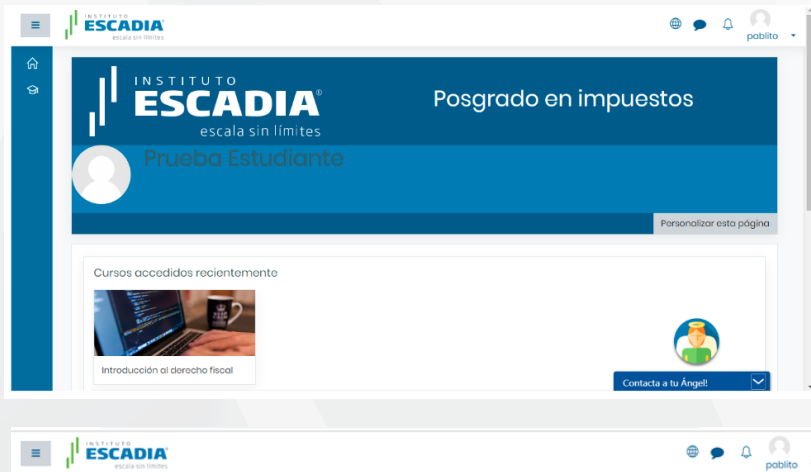 INSTITUTO
ESCADIA
escala sin límites
pablito
INSTITUTO
ESCADIA®
escala sin límites
Posgrado en impuestos
Prueba Estudiante
Personalizar esta página
Cursos accedidos recientemente
Introducción al derecho fiscal
Contacta a tu Ángel!
INSTITUTO
ESCADIA
escala sin límites
pablito